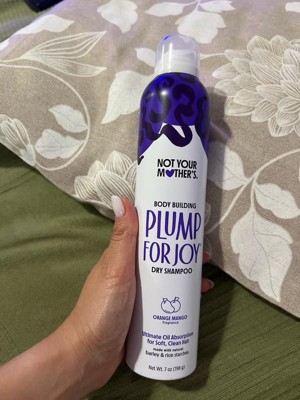 NOT YOUR
MOTHER'S.
BODY BUILDING
PLUMP
FOR JOY
DRY SHAMPOO
ORANGE MANGO
fragrance
Ultimate Oil Absorption
for Soft, Clean Hair
made with natural
barley & rice starches
Net Wt. 7 oz (198 g)